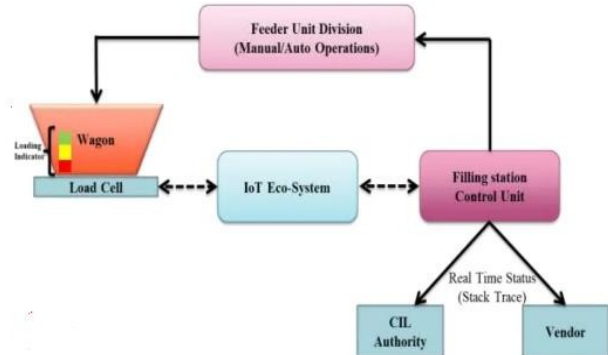 Feeder Unit Division
(Manual/Auto Operations)
Wagon
Loading
Indicator
Load Cell
IoT Eco-System
Filling station
Control Unit
Real Time Status
(Stack Trace)
CIL
Authority
Vendor